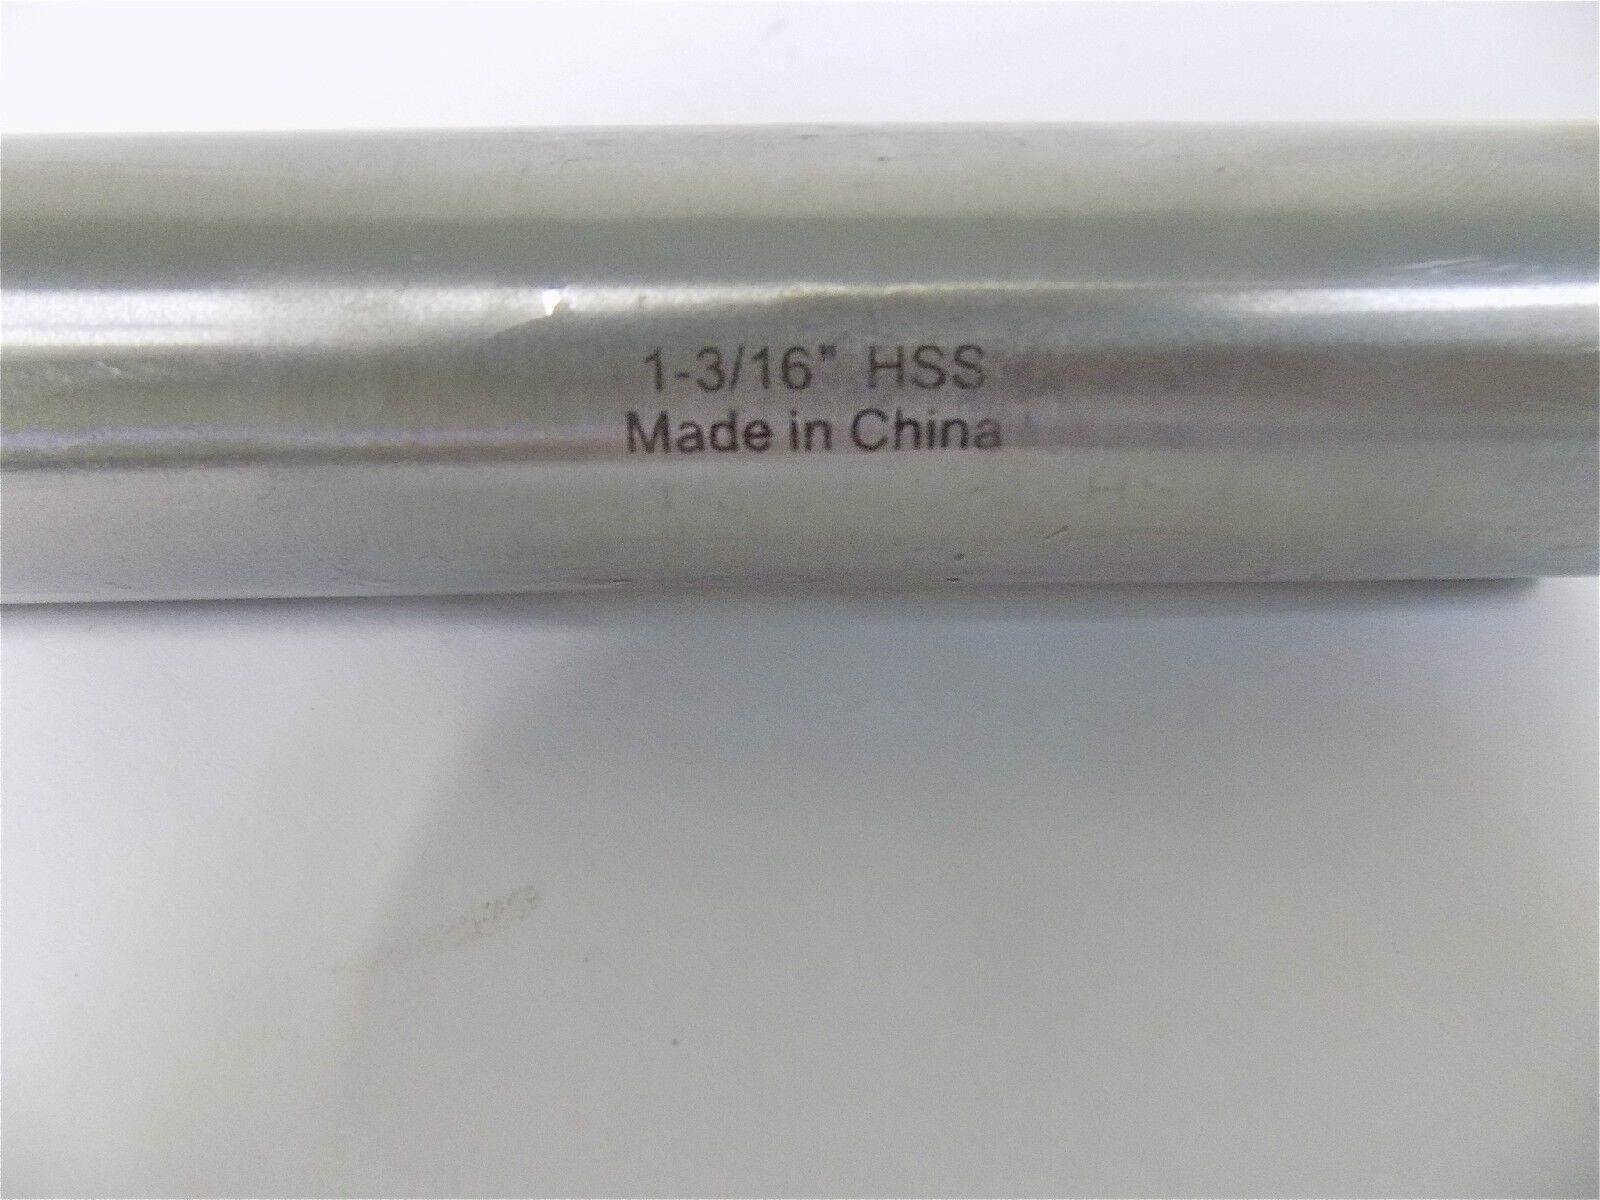 1-3/16" HSS
Made in China